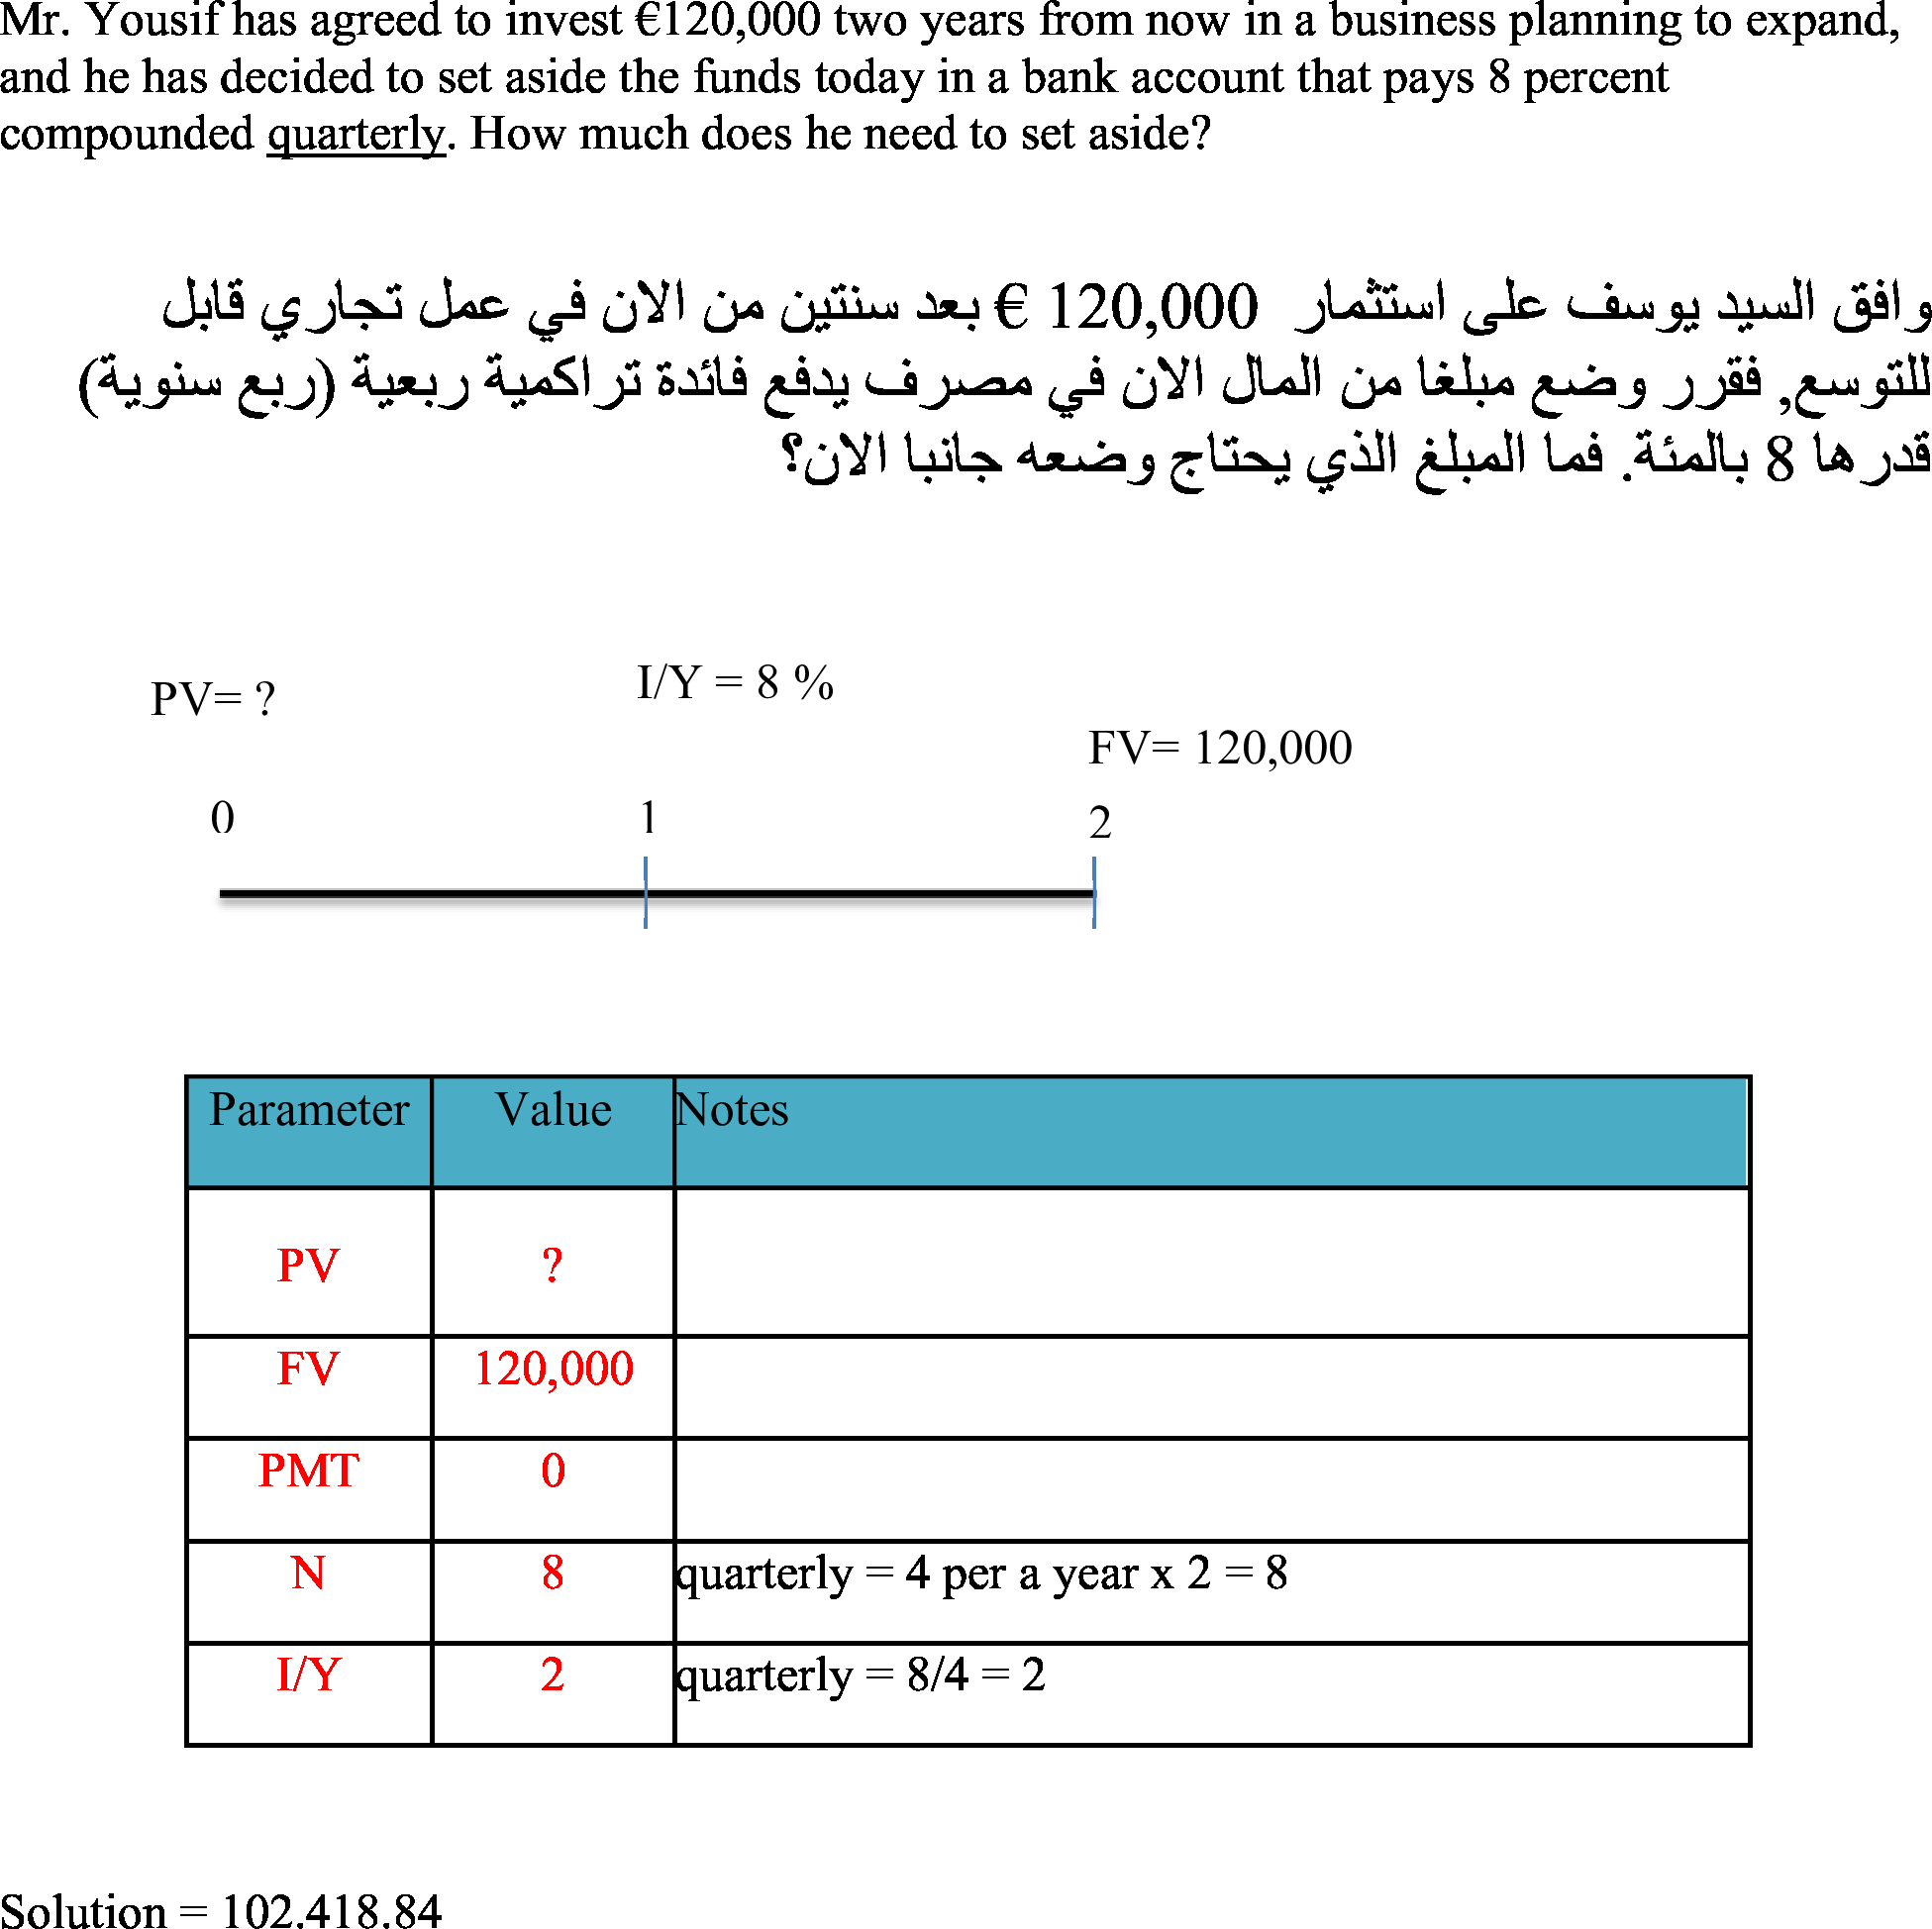 Mr. Yousif has agreed to invest €120,000 two years from now in a business planning to expand,
and he has decided to set aside the funds today in a bank account that pays 8 percent
compounded quarterly. How much does he need to set aside?
وافق السيد يوسف على استثمار 120,000 € بعد سنتين من الان في عمل تجاري قابل
للتوسع, فقرر وضع مبلغا من المال الان في مصرف يدفع فائدة تراكمية ربعية (ربع سنوية)
قدرها 8 بالمئة. فما المبلغ الذي يحتاج وضعه جانبا الان؟
PV= ?
I/Y = 8 %
FV= 120,000
0 1 2
Parameter Value Notes
PV ?
FV 120,000
PMT 0
N 8 quarterly = 4 per a year x 2 = 8
I/Y 2 quarterly = 8/4 = 2
Solution = 102.418.84